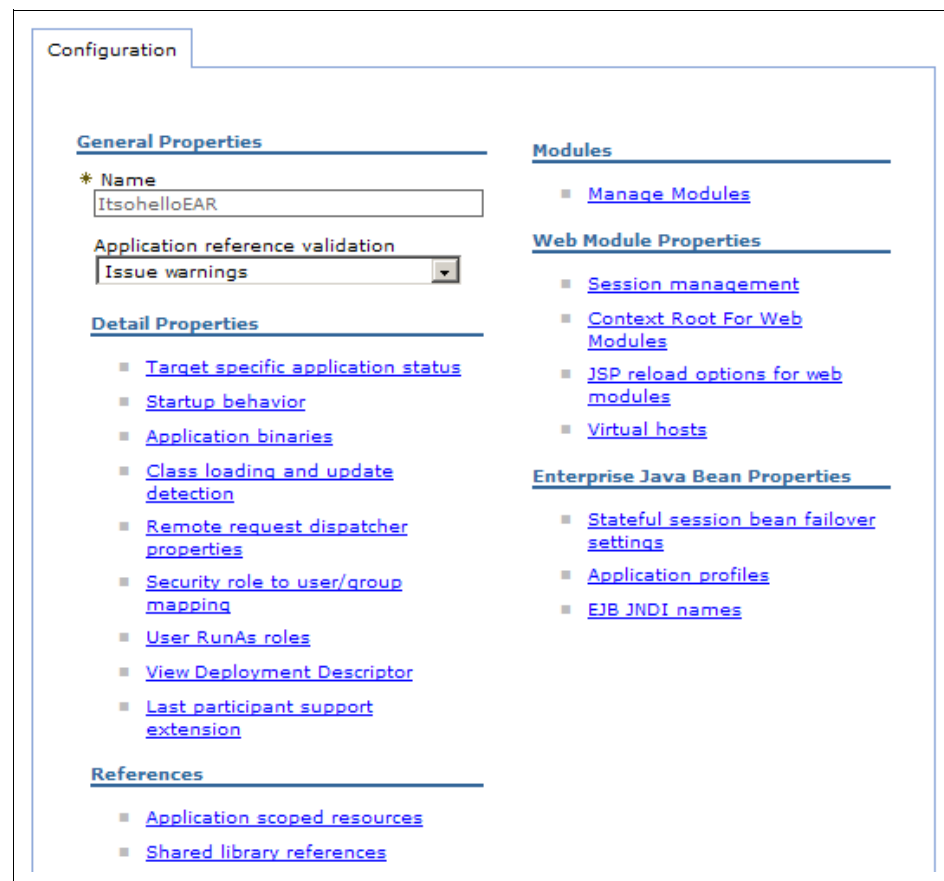 Configuration
General Properties
* Name
ItsohelloEAR
Application reference validation
Issue warnings
Detail Properties
Target specific application status
Startup behavior
Application binaries
Class loading and update
detection
Remote request dispatcher
properties
Security role to user/group
mapping
User RunAs roles
View Deployment Descriptor
Last participant support
extension
References
Application scoped resources
Shared library references
Modules
Manage Modules
Web Module Properties
Session management
Context Root For Web
Modules
JSP reload options for web
modules
Virtual hosts
Enterprise Java Bean Properties
Stateful session bean failover
settings
Application profiles
EJB JNDI names